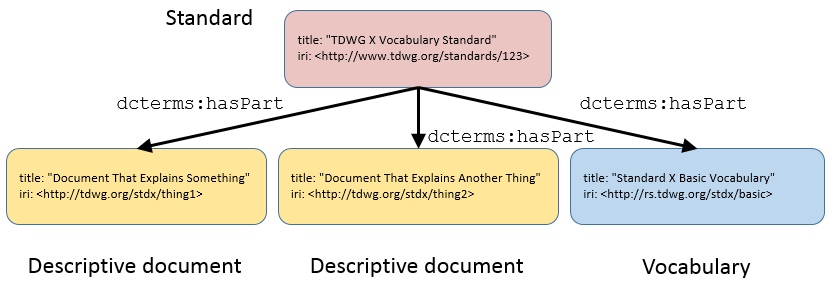 Standard
title: "TDWG X Vocabulary Standard"
iri: <http://www.tdwg.org/standards/123>
dcterms:hasPart
dcterms:hasPart
dcterms:hasPart
title: "Document That Explains Something"
iri: <http://tdwg.org/stdx/thing1>
title: "Document That Explains Another Thing"
iri: <http://tdwg.org/stdx/thing2>
title: "Standard X Basic Vocabulary"
iri: <http://rs.tdwg.org/stdx/basic>
Descriptive document
Descriptive document
Vocabulary